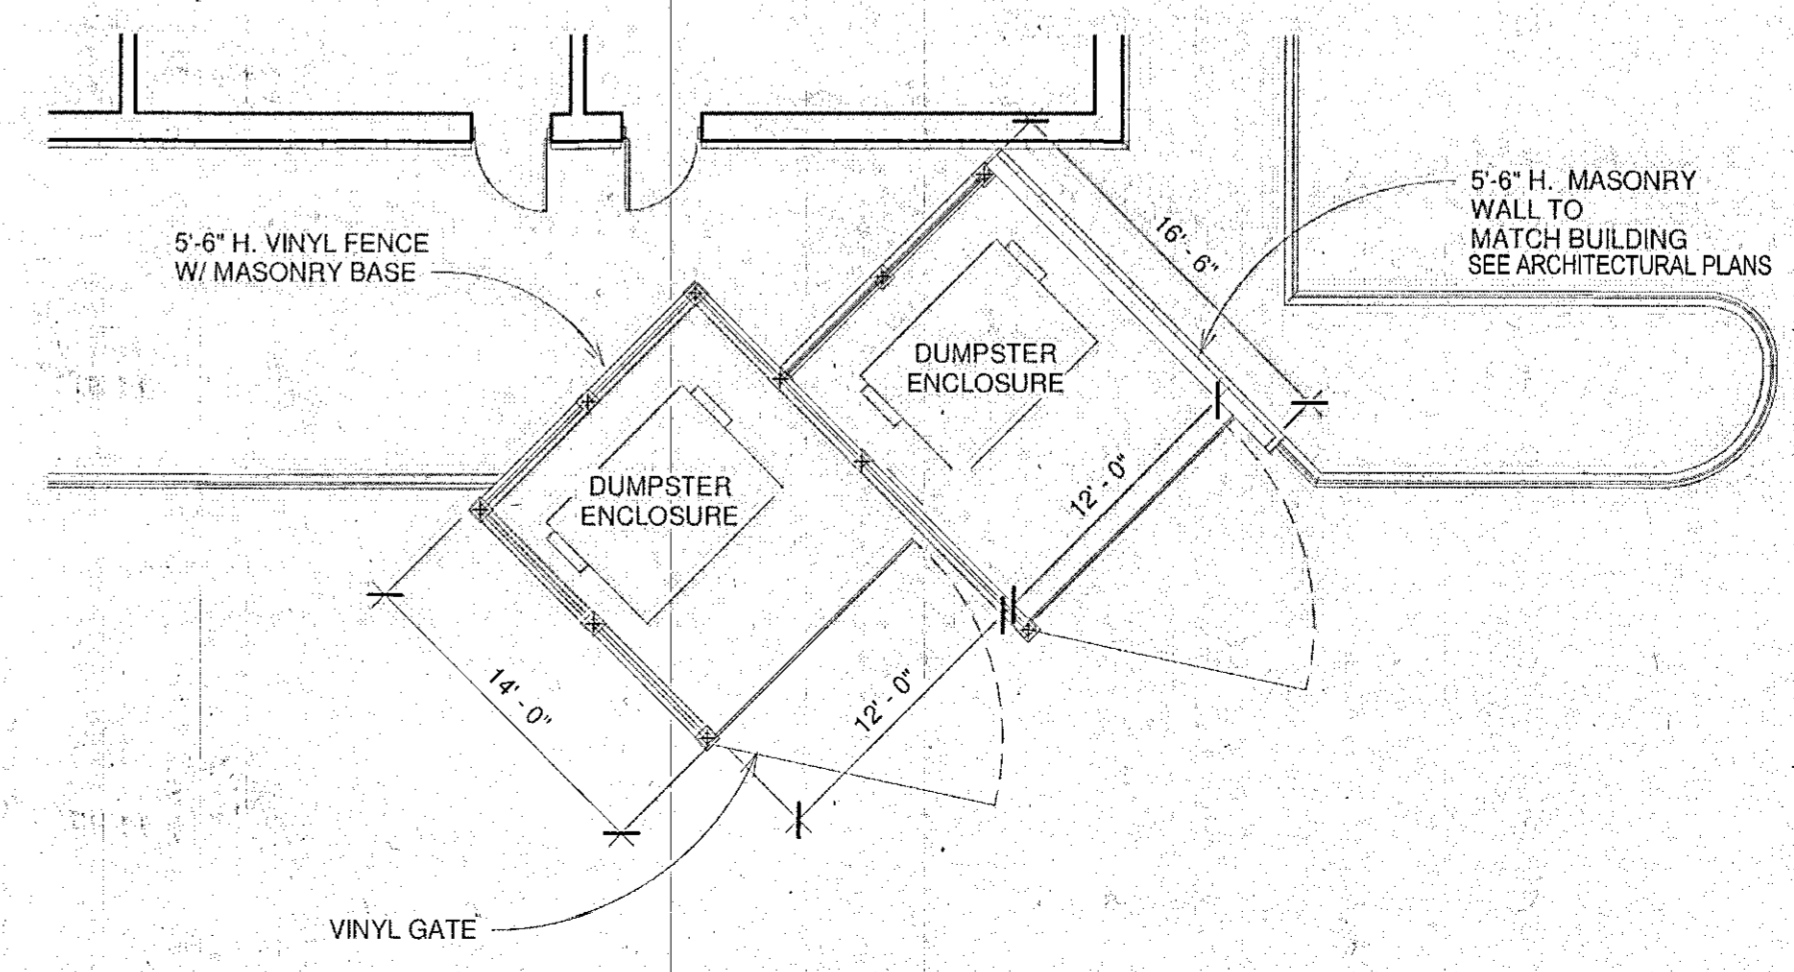 5'-6" H. MASONRY
WALL TO
MATCH BUILDING
SEE ARCHITECTURAL PLANS
16'-6"
5'-6" H. VINYL FENCE
W/ MASONRY BASE
DUMPSTER
ENCLOSURE
DUMPSTER
ENCLOSURE
12'-0"
14'-0"
12'-0"
VINYL GATE